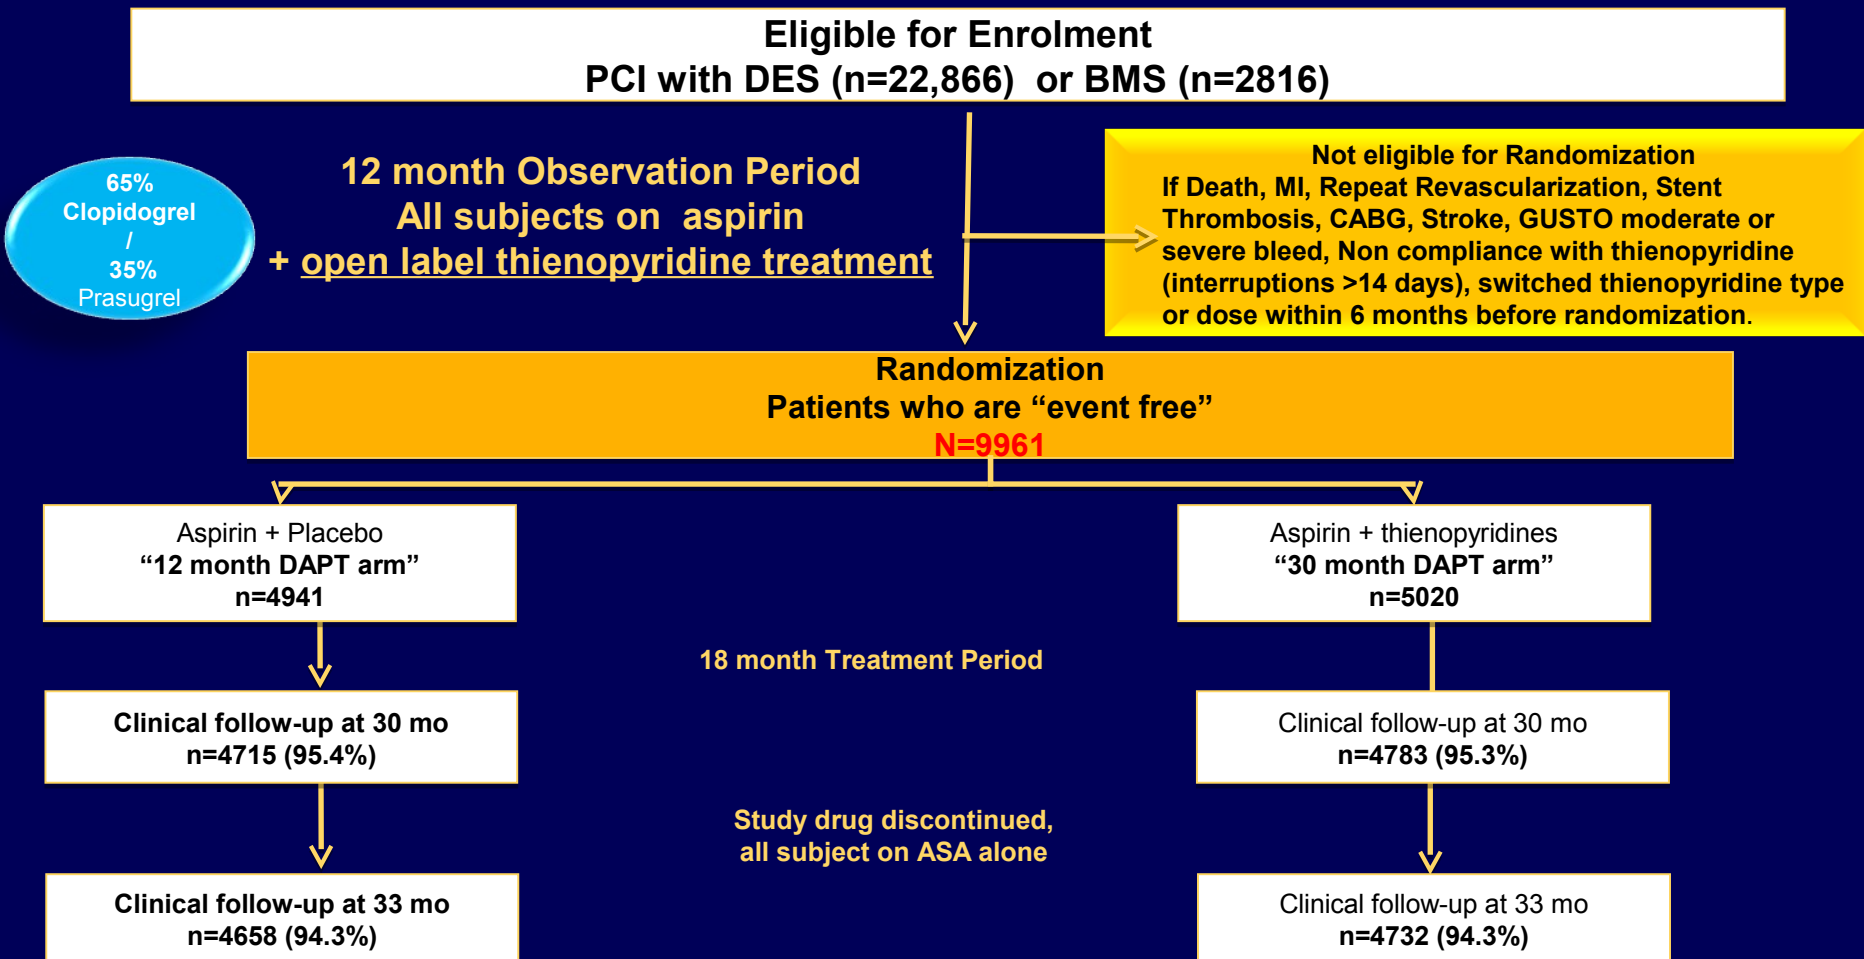 Eligible for Enrolment
PCI with DES (n=22,866) or BMS (n=2816)
65%
Clopidogrel
/
35%
Prasugrel
12 month Observation Period
All subjects on aspirin
+ open label thienopyridine treatment
Not eligible for Randomization
If Death, MI, Repeat Revascularization, Stent
Thrombosis, CABG, Stroke, GUSTO moderate or
severe bleed, Non compliance with thienopyridine
(interruptions >14 days), switched thienopyridine type
or dose within 6 months before randomization.
Randomization
Patients who are “event free”
N=9961
Aspirin + Placebo
“12 month DAPT arm”
n=4941
Aspirin + thienopyridines
“30 month DAPT arm”
n=5020
18 month Treatment Period
Clinical follow-up at 30 mo
n=4715 (95.4%)
Clinical follow-up at 30 mo
n=4783 (95.3%)
Study drug discontinued,
all subject on ASA alone
Clinical follow-up at 33 mo
n=4658 (94.3%)
Clinical follow-up at 33 mo
n=4732 (94.3%)